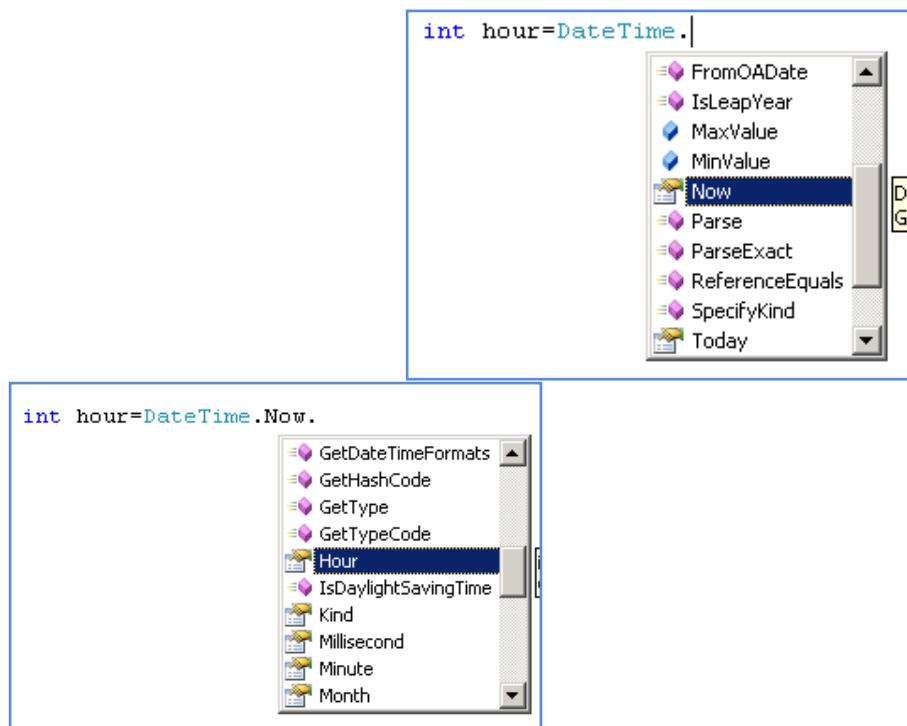 int hour=DateTime.
FromOADate
IsLeapYear
MaxValue
MinValue
Now
D
G
Parse
ParseExact
ReferenceEquals
SpecifyKind
Today
int hour=DateTime.Now.
GetDateTimeFormats
GetHashCode
GetType
GetTypeCode
Hour
IsDaylightSavingTime
Kind
Millisecond
Minute
Month